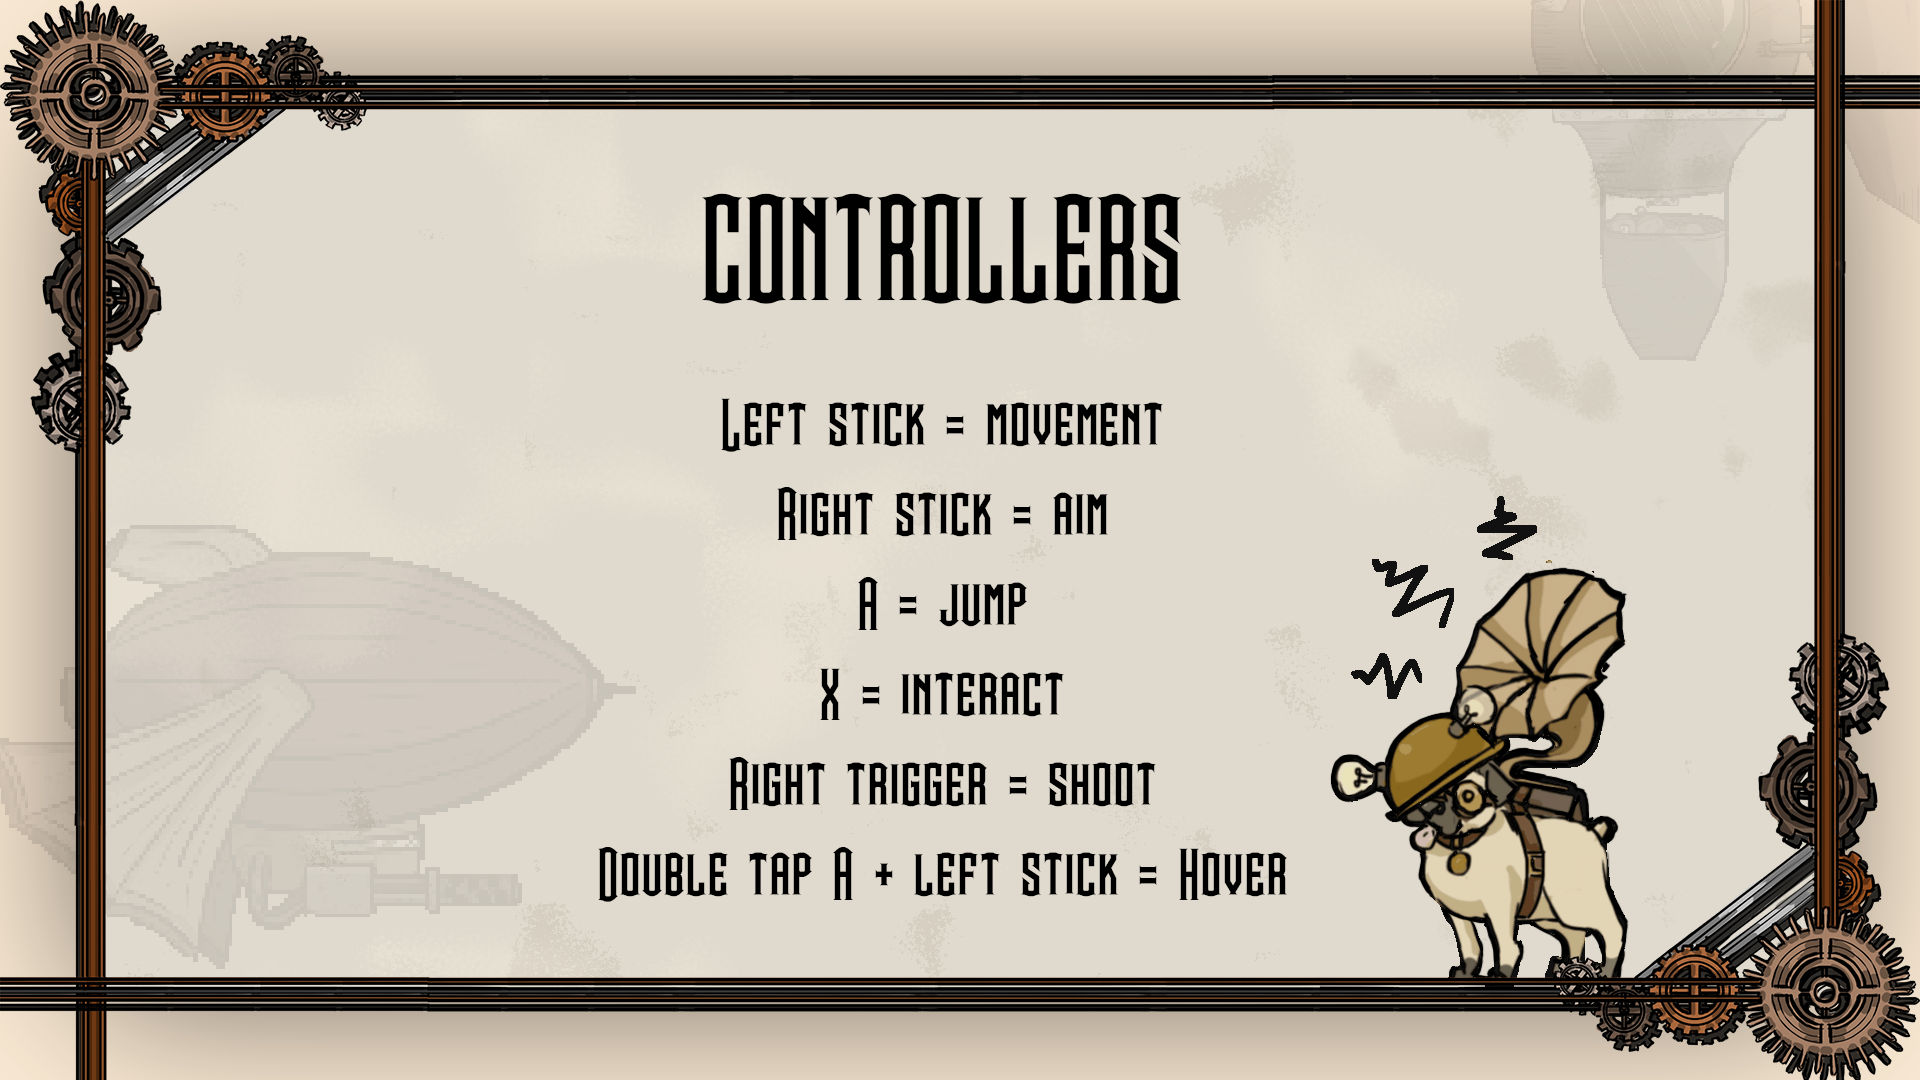 CONTROLLERS
Left stick = movement
Right stick = aim
A = jump
X = interact
Right trigger = shoot
Double tap A + left stick = Hover